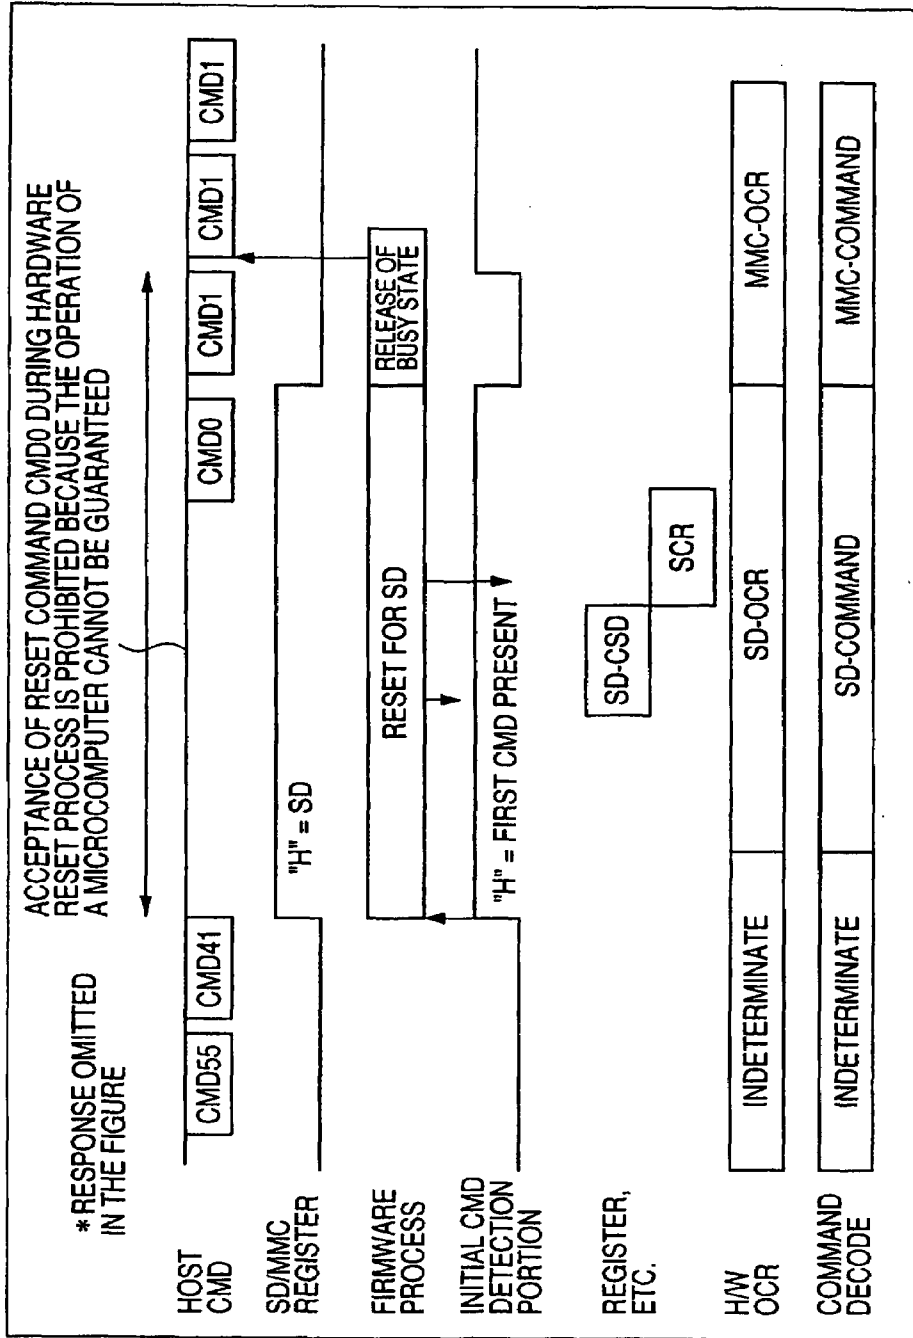 ACCEPTANCE OF RESET COMMAND CMD0 DURING HARDWARE
RESET PROCESS IS PROHIBITED BECAUSE THE OPERATION OF
A MICROCOMPUTER CANNOT BE GUARANTEED
*RESPONSE OMITTED
IN THE FIGURE
HOST
CMD
CMD55
CMD41
CMD0
CMD1
CMD1
CMD1
SD/MMC
REGISTER
"H" = SD
FIRMWARE
PROCESS
RESET FOR SD
RELEASE OF
BUSY STATE
INITIAL CMD
DETECTION
PORTION
"H" = FIRST CMD PRESENT
REGISTER,
ETC.
SD-CSD
SCR
H/W
OCR
INDETERMINATE
SD-OCR
MMC-OCR
COMMAND
DECODE
INDETERMINATE
SD-COMMAND
MMC-COMMAND